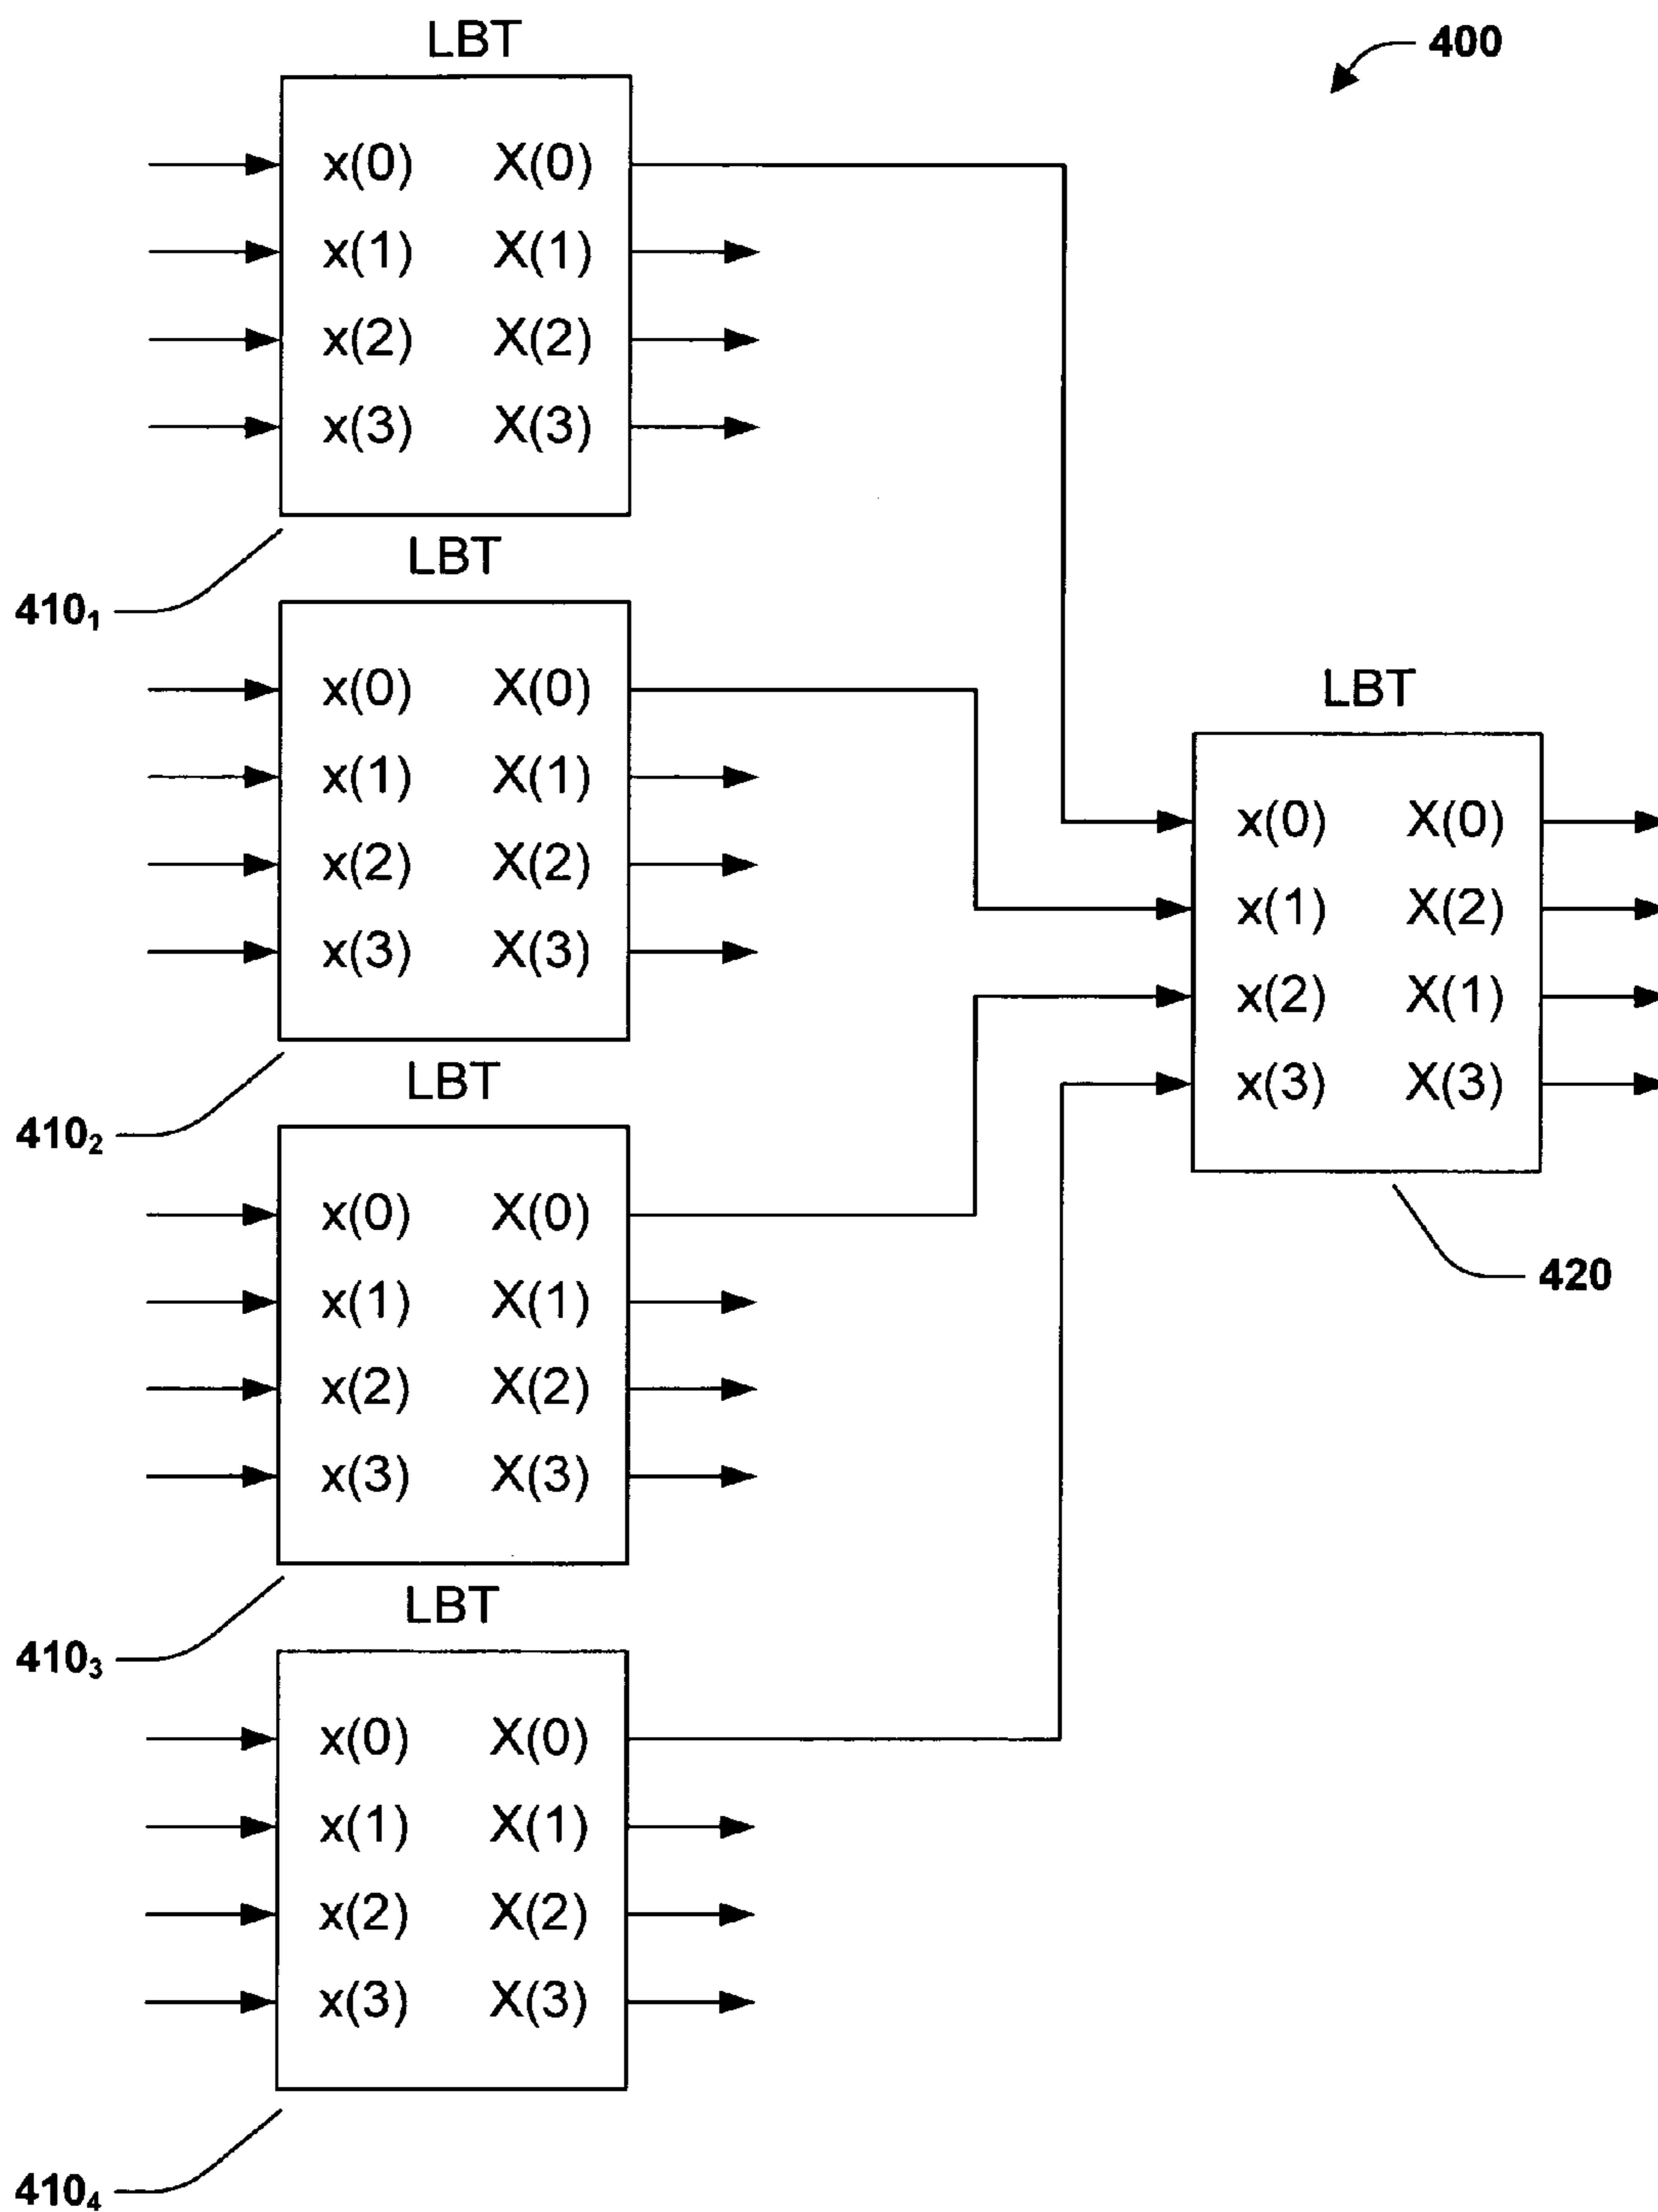 400
LBT
x(0) X(0)
x(1) X(1)
x(2) X(2)
x(3) X(3)
410₁
LBT
x(0) X(0)
x(1) X(1)
x(2) X(2)
x(3) X(3)
410₂
LBT
x(0) X(0)
x(1) X(1)
x(2) X(2)
x(3) X(3)
410₃
LBT
x(0) X(0)
x(1) X(1)
x(2) X(2)
x(3) X(3)
410₄
LBT
x(0) X(0)
x(1) X(2)
x(2) X(1)
x(3) X(3)
420